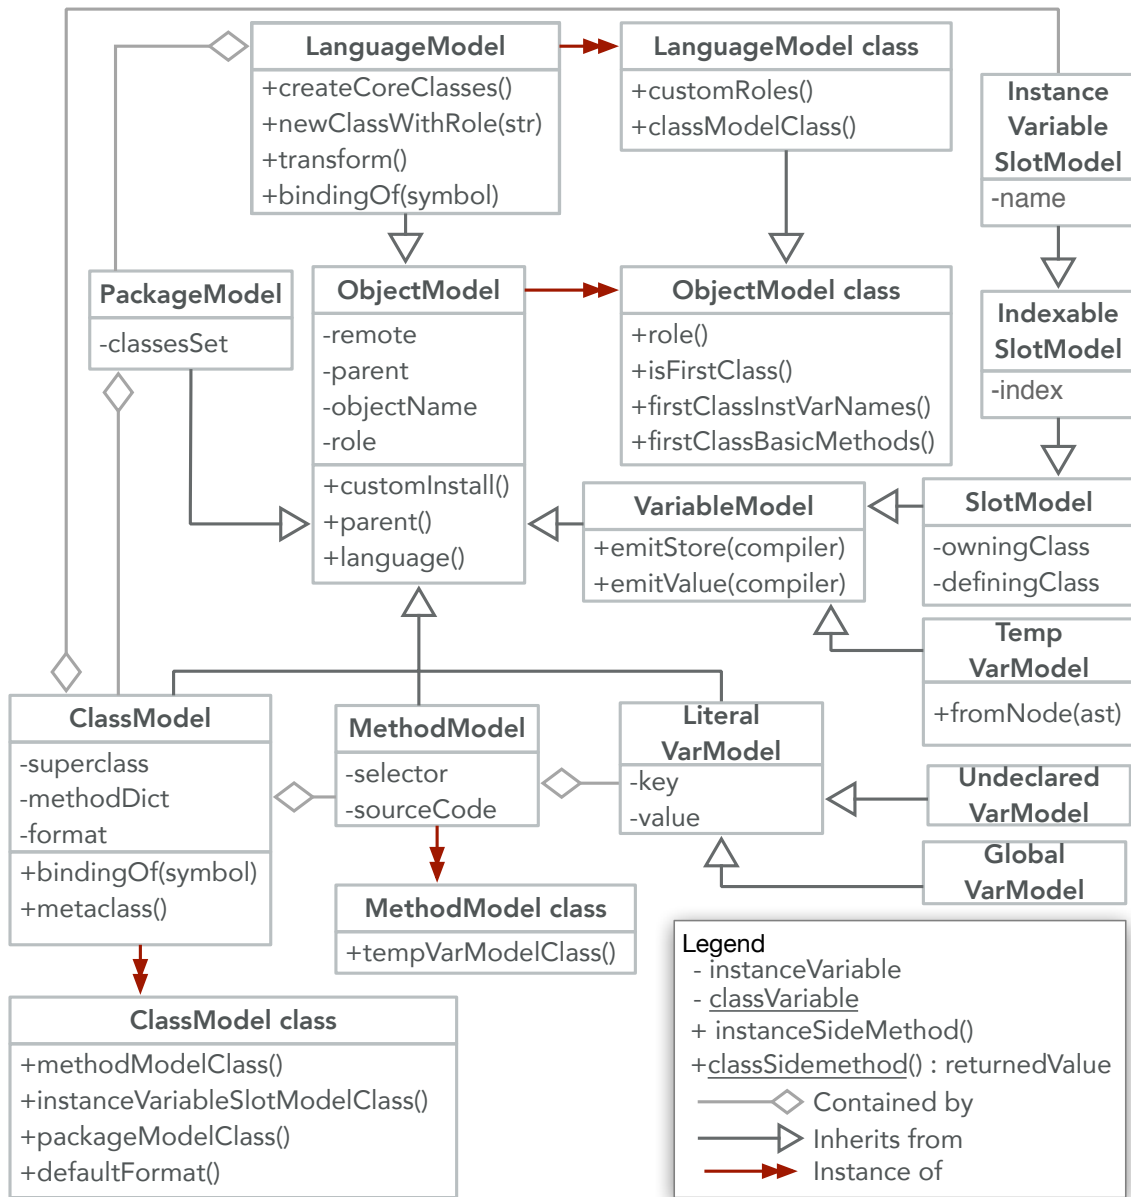 LanguageModel
+createCoreClasses()
+newClassWithRole(str)
+transform()
+bindingOf(symbol)
LanguageModel class
+customRoles()
+classModelClass()
Instance
Variable
SlotModel
-name
PackageModel
-classesSet
ObjectModel
-remote
-parent
-objectName
-role
+customInstall()
+parent()
+language()
ObjectModel class
+role()
+isFirstClass()
+firstClassInstVarNames()
+firstClassBasicMethods()
Indexable
SlotModel
-index
VariableModel
+emitStore(compiler)
+emitValue(compiler)
SlotModel
-owningClass
-definingClass
Temp
VarModel
+fromNode(ast)
ClassModel
-superclass
-methodDict
-format
+bindingOf(symbol)
+metaclass()
MethodModel
-selector
-sourceCode
Literal
VarModel
-key
-value
Undeclared
VarModel
Global
VarModel
MethodModel class
+tempVarModelClass()
ClassModel class
+methodModelClass()
+instanceVariableSlotModelClass()
+packageModelClass()
+defaultFormat()
Legend
- instanceVariable
- classVariable
+ instanceSideMethod()
+classSidemethod() : returnedValue
Contained by
Inherits from
Instance of